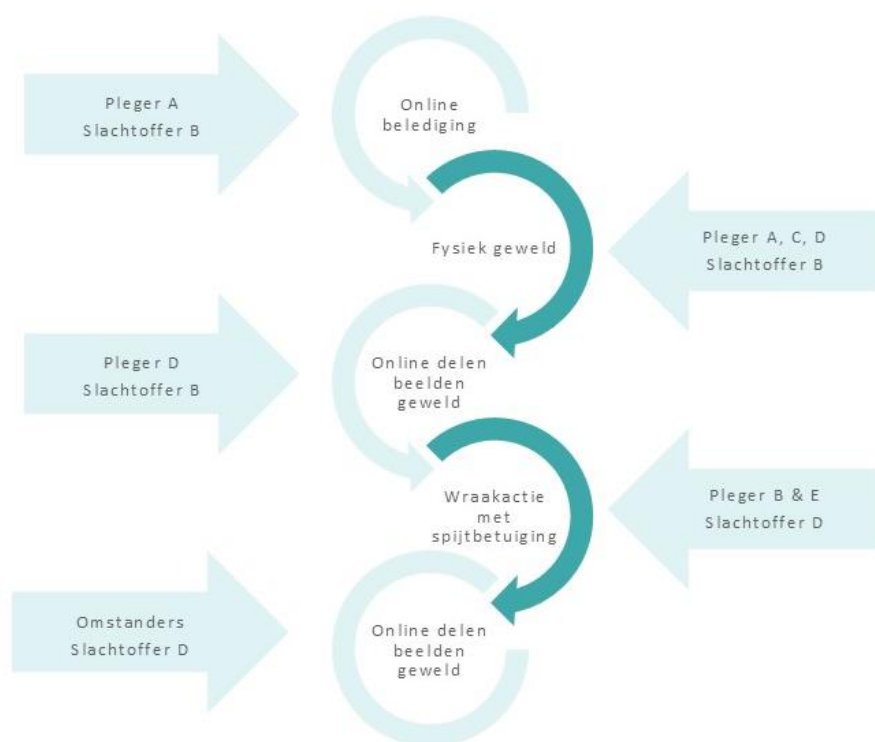 Pleger A
Slachtoffer B
Online
belediging
Fysiek geweld
Pleger A, C, D
Slachtoffer B
Pleger D
Slachtoffer B
Online delen
beelden
geweld
Wraakactie
met
spijtbetuiging
Pleger B & E
Slachtoffer D
Omstanders
Slachtoffer D
Online delen
beelden
geweld